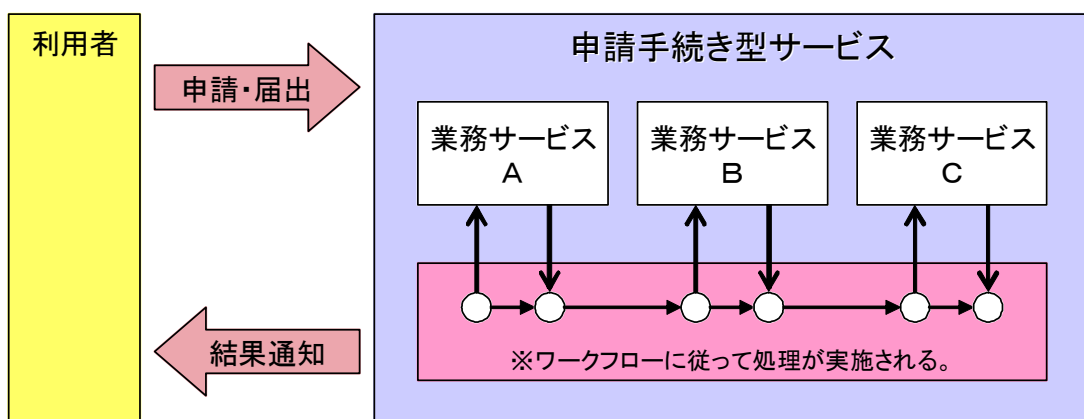 利用者
申請・届出
結果通知
申請手続き型サービス
業務サービス
A
業務サービス
B
業務サービス
C
※ワークフローに従って処理が実施される。